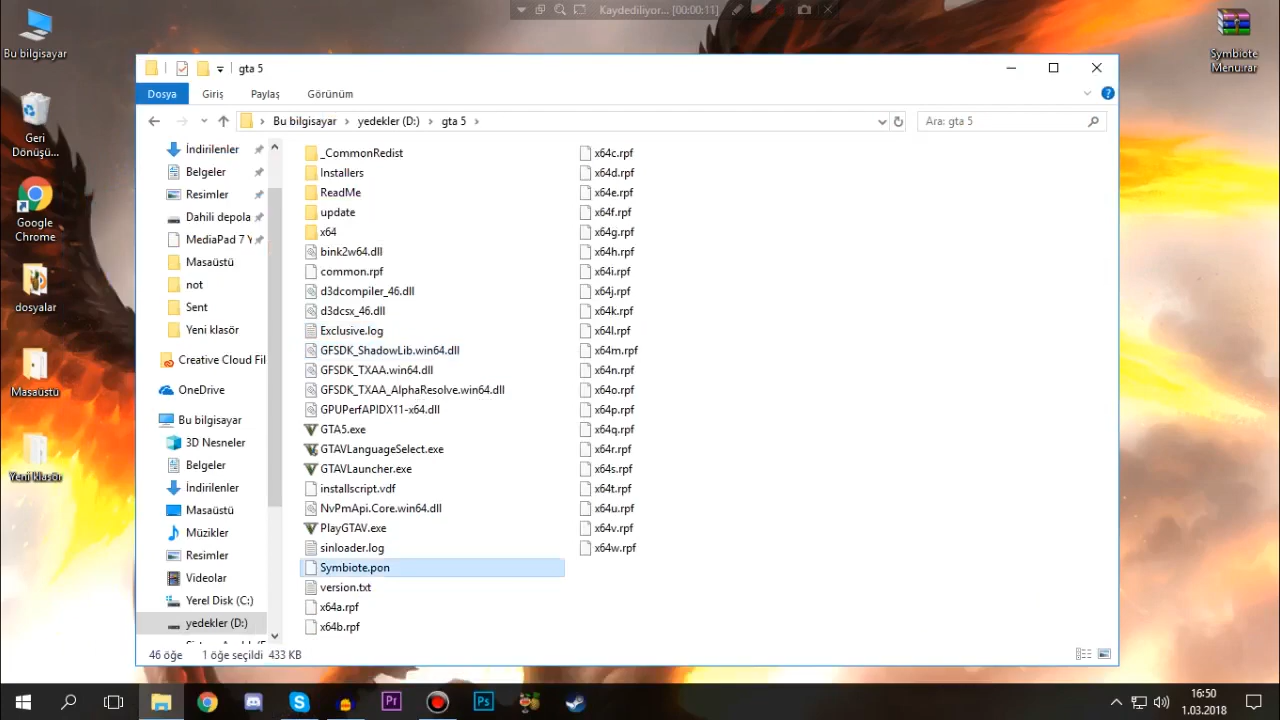 Kaydediliyor... [00:00:11]
Bu bilgisayar
Geri
Dönüşü...
Google
Chrome
dosyalar
Masaüstü
Yeni klasör
Symbiote
Menu.rar
gta 5
Dosya
Giriş
Paylaş
Görünüm
Bu bilgisayar
yedekler (D:)
gta 5
Ara: gta 5
İndirilenler
Belgeler
Resimler
Dahili depola
MediaPad 7 Y
Masaüstü
not
Sent
Yeni klasör
Creative Cloud Fil
OneDrive
Bu bilgisayar
3D Nesneler
Belgeler
İndirilenler
Masaüstü
Müzikler
Resimler
Videolar
Yerel Disk (C:)
yedekler (D:)
_CommonRedist
Installers
ReadMe
update
x64
bink2w64.dll
common.rpf
d3dcompiler_46.dll
d3dcsx_46.dll
Exclusive.log
GFSDK_ShadowLib.win64.dll
GFSDK_TXAA.win64.dll
GFSDK_TXAA_AlphaResolve.win64.dll
GPUPerfAPIDX11-x64.dll
GTA5.exe
GTAVLanguageSelect.exe
GTAVLauncher.exe
installscript.vdf
NvPmApi.Core.win64.dll
PlayGTAV.exe
sinloader.log
Symbiote.pon
version.txt
x64a.rpf
x64b.rpf
x64c.rpf
x64d.rpf
x64e.rpf
x64f.rpf
x64g.rpf
x64h.rpf
x64i.rpf
x64j.rpf
x64k.rpf
x64l.rpf
x64m.rpf
x64n.rpf
x64o.rpf
x64p.rpf
x64q.rpf
x64r.rpf
x64s.rpf
x64t.rpf
x64u.rpf
x64v.rpf
x64w.rpf
46 öğe
1 öğe seçildi 433 KB
Pr
Ps
16:50
1.03.2018